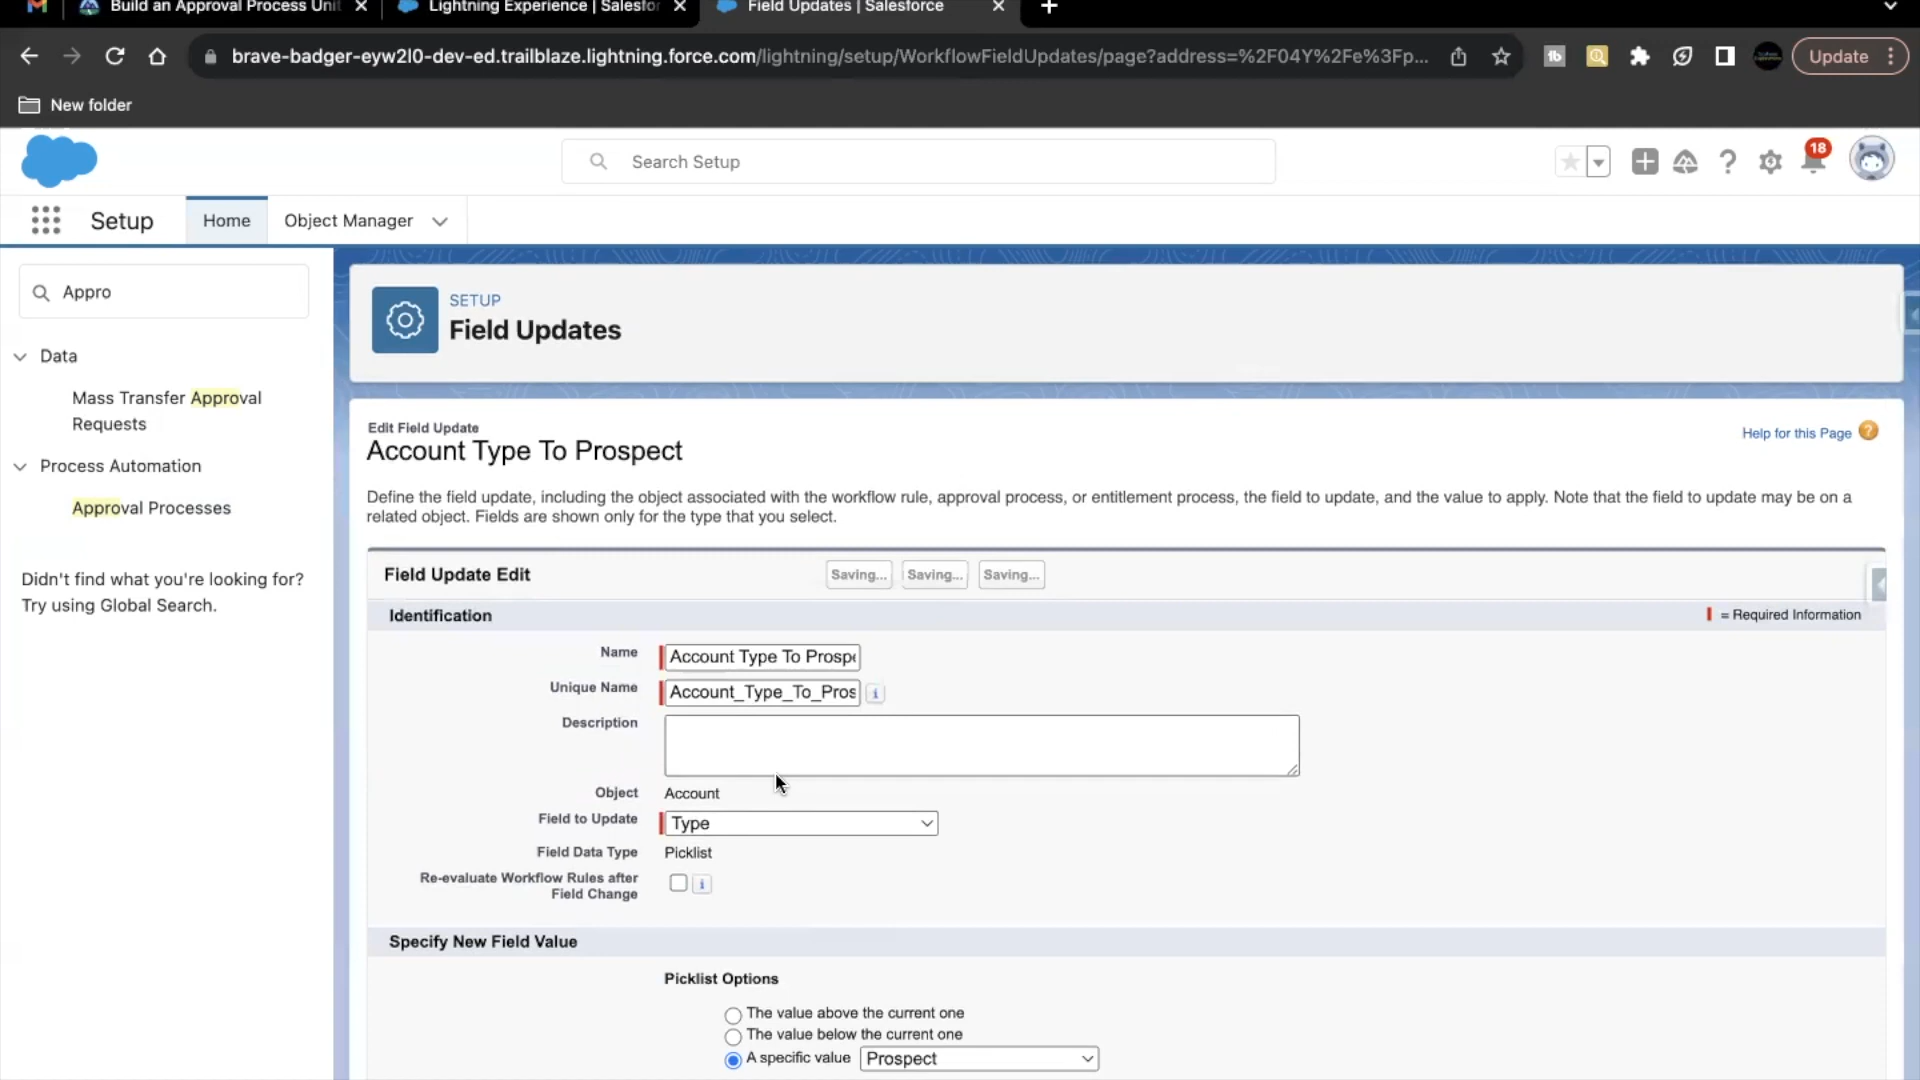 Build an Approval Process Unit
Lightning Experience | Salesfor
Field Updates | Salesforce
brave-badger-eyw2l0-dev-ed.trailblaze.lightning.force.com/lightning/setup/WorkflowFieldUpdates/page?address=%2F04Y%2Fe%3Fp...
Update
New folder
Search Setup
18
Setup
Home
Object Manager
Appro
Data
Mass Transfer Approval
Requests
Process Automation
Approval Processes
Didn't find what you're looking for?
Try using Global Search.
SETUP
Field Updates
Edit Field Update
Account Type To Prospect
Help for this Page
Define the field update, including the object associated with the workflow rule, approval process, or entitlement process, the field to update, and the value to apply. Note that the field to update may be on a
related object. Fields are shown only for the type that you select.
Field Update Edit
Saving... Saving... Saving...
Identification
= Required Information
Name Account Type To Prospe
Unique Name Account_Type_To_Pros
Description
Object Account
Field to Update Type
Field Data Type Picklist
Re-evaluate Workflow Rules after
Field Change
Specify New Field Value
Picklist Options
The value above the current one
The value below the current one
A specific value Prospect